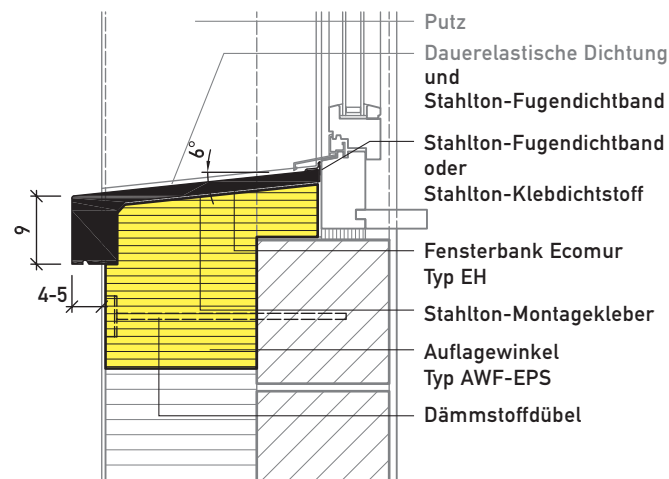 Putz
Dauerelastische Dichtung
und
Stahlton-Fugendichtband
Stahlton-Fugendichtband
oder
Stahlton-Klebdichtstoff
Fensterbank Ecomur
Typ EH
Stahlton-Montagekleber
Auflagewinkel
Typ AWF-EPS
Dämmstoffdübel
6°
9
4-5